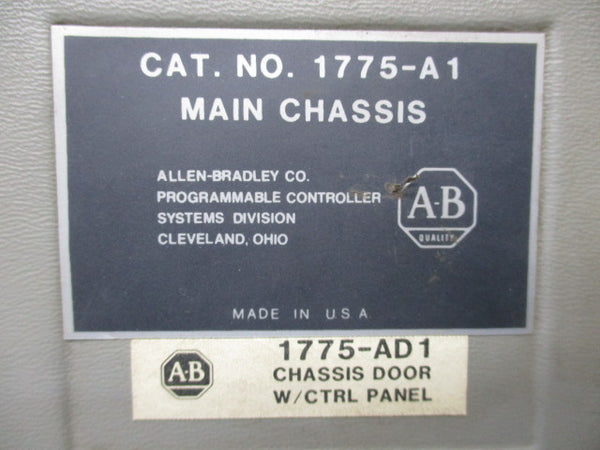 CAT. NO. 1775-A1
MAIN CHASSIS
ALLEN-BRADLEY CO.
PROGRAMMABLE CONTROLLER
SYSTEMS DIVISION
CLEVELAND, OHIO
A-B
QUALITY
MADE IN U.S.A.
A-B
1775-AD1
CHASSIS DOOR
W/CTRL PANEL